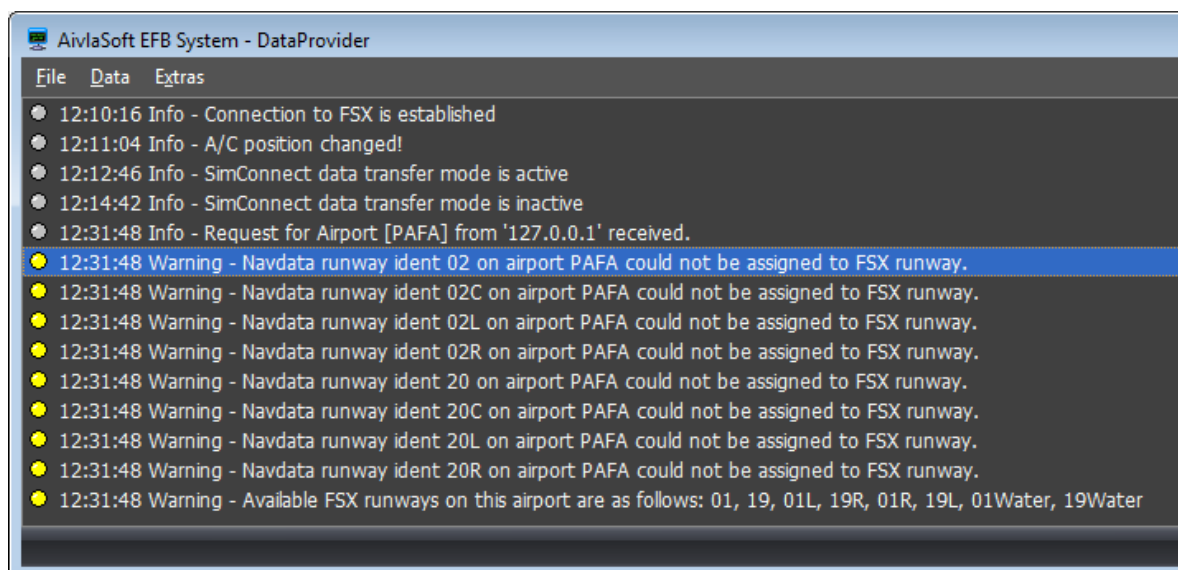 AivlaSoft EFB System - DataProvider
File Data Extras
12:10:16 Info - Connection to FSX is established
12:11:04 Info - A/C position changed!
12:12:46 Info - SimConnect data transfer mode is active
12:14:42 Info - SimConnect data transfer mode is inactive
12:31:48 Info - Request for Airport [PAFA] from '127.0.0.1' received.
12:31:48 Warning - Navdata runway ident 02 on airport PAFA could not be assigned to FSX runway.
12:31:48 Warning - Navdata runway ident 02C on airport PAFA could not be assigned to FSX runway.
12:31:48 Warning - Navdata runway ident 02L on airport PAFA could not be assigned to FSX runway.
12:31:48 Warning - Navdata runway ident 02R on airport PAFA could not be assigned to FSX runway.
12:31:48 Warning - Navdata runway ident 20 on airport PAFA could not be assigned to FSX runway.
12:31:48 Warning - Navdata runway ident 20C on airport PAFA could not be assigned to FSX runway.
12:31:48 Warning - Navdata runway ident 20L on airport PAFA could not be assigned to FSX runway.
12:31:48 Warning - Navdata runway ident 20R on airport PAFA could not be assigned to FSX runway.
12:31:48 Warning - Available FSX runways on this airport are as follows: 01, 19, 01L, 19R, 01R, 19L, 01Water, 19Water